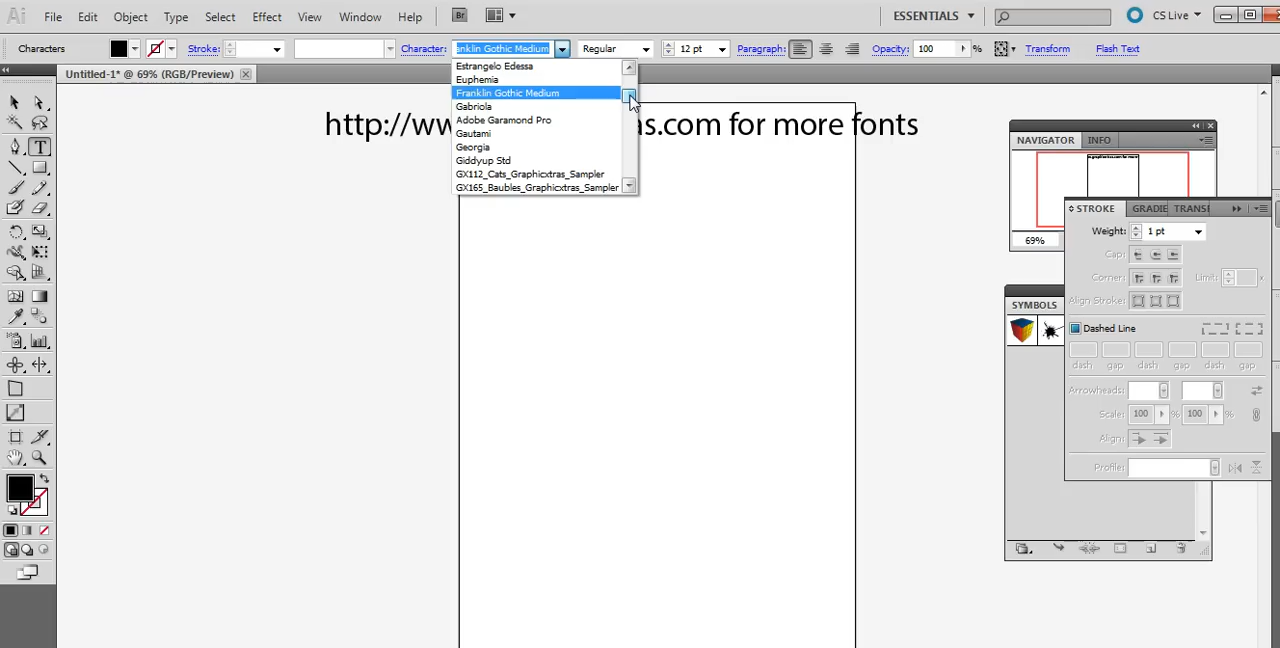 Ai File Edit Object Type Select Effect View Window Help Br ESSENTIALS CS Live
Characters Stroke: Character: anklin Gothic Medium Regular 12 pt Paragraph: Opacity: 100 % Transform Flash Text
Untitled-1* @ 69% (RGB/Preview)
http://ww as.com for more fonts
Estrangelo Edessa
Euphemia
Franklin Gothic Medium
Gabriola
Adobe Garamond Pro
Gautami
Georgia
Giddyup Std
GX112_Cats_Graphicxtras_Sampler
GX165_Baubles_Graphicxtras_Sampler
NAVIGATOR INFO
69%
STROKE GRADIE TRANSI
Weight: 1 pt
Cap:
Corner: Limit: x
Align Stroke:
Dashed Line
dash gap dash gap dash gap
Arrowheads:
Scale: 100 % 100 %
Align:
Profile:
SYMBOLS